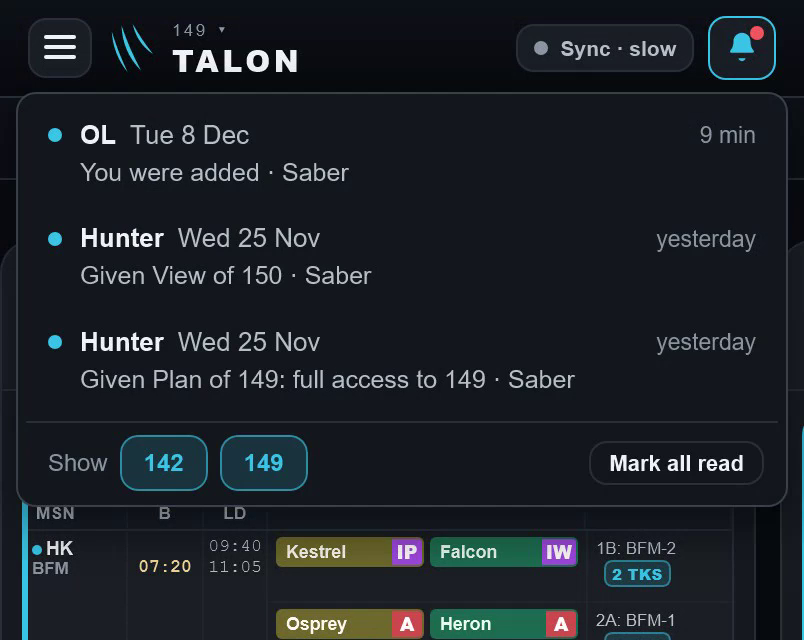 149 ▾
TALON
Sync · slow
OL Tue 8 Dec 9 min
You were added · Saber
Hunter Wed 25 Nov yesterday
Given View of 150 · Saber
Hunter Wed 25 Nov yesterday
Given Plan of 149: full access to 149 · Saber
Show 142 149 Mark all read
MSN B LD
HK 09:40 Kestrel IP Falcon IW 1B: BFM-2
BFM 07:20 11:05 2 TKS
Osprey A Heron A 2A: BFM-1